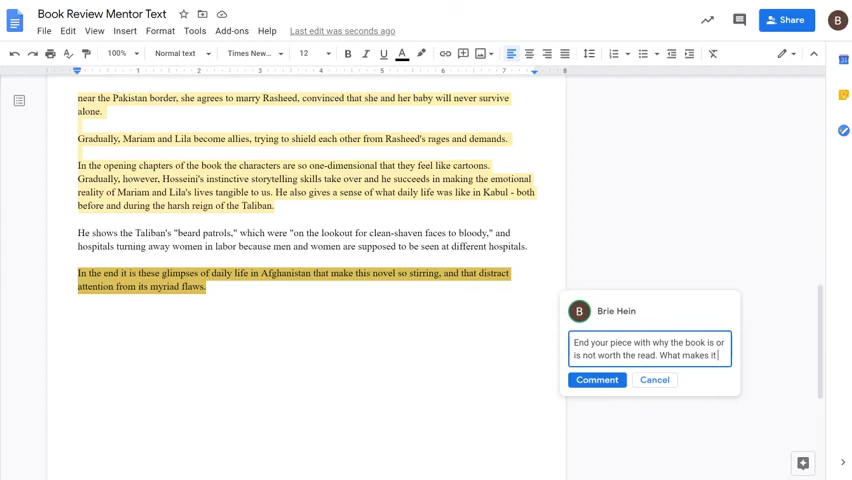 Book Review Mentor Text
File Edit View Insert Format Tools Add-ons Help Last edit was seconds ago
Share
B
100% Normal text Times New... 12 B I U A
1 2 3 4 5 6 7 8
near the Pakistan border, she agrees to marry Rasheed, convinced that she and her baby will never survive
alone.
Gradually, Mariam and Lila become allies, trying to shield each other from Rasheed's rages and demands.
In the opening chapters of the book the characters are so one-dimensional that they feel like cartoons.
Gradually, however, Hosseini's instinctive storytelling skills take over and he succeeds in making the emotional
reality of Mariam and Lila's lives tangible to us. He also gives a sense of what daily life was like in Kabul - both
before and during the harsh reign of the Taliban.
He shows the Taliban's "beard patrols," which were "on the lookout for clean-shaven faces to bloody," and
hospitals turning away women in labor because men and women are supposed to be seen at different hospitals.
In the end it is these glimpses of daily life in Afghanistan that make this novel so stirring, and that distract
attention from its myriad flaws.
B Brie Hein
End your piece with why the book is or
is not worth the read. What makes it
Comment Cancel